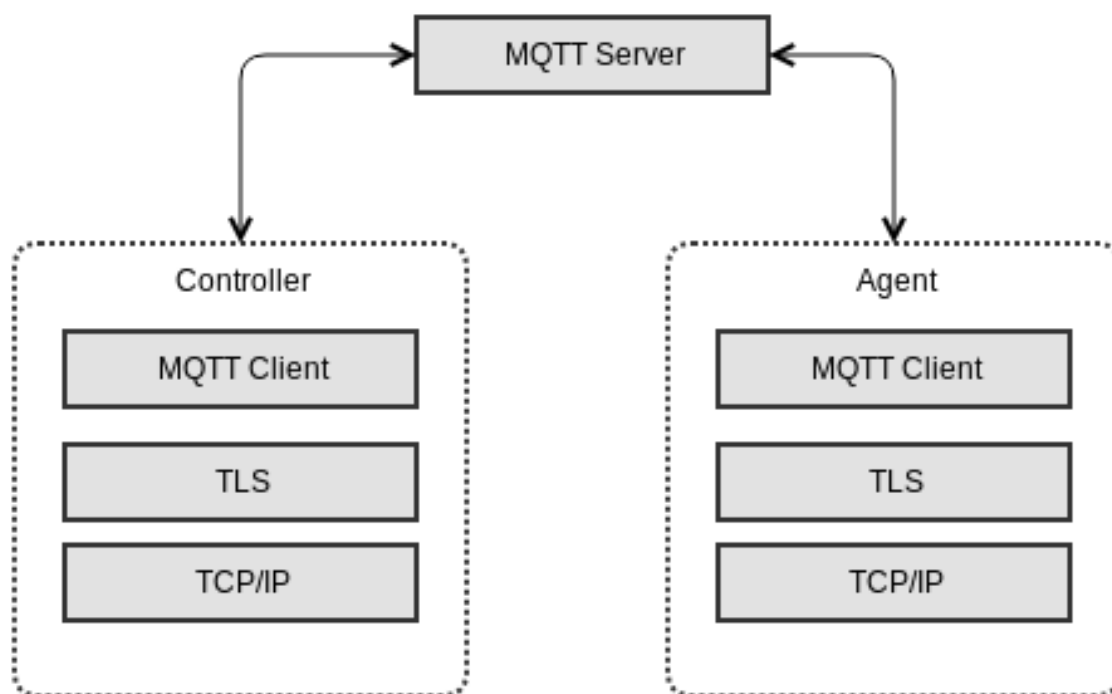 MQTT Server
Controller
MQTT Client
TLS
TCP/IP
Agent
MQTT Client
TLS
TCP/IP